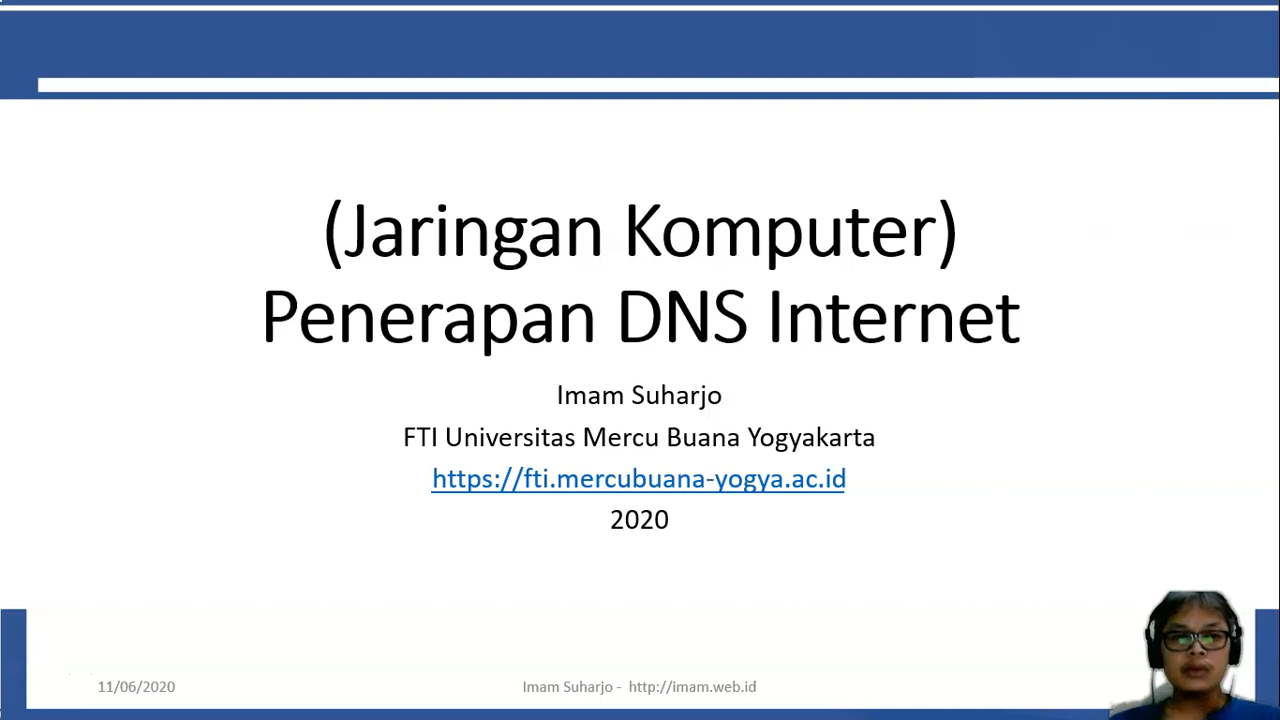 (Jaringan Komputer)
Penerapan DNS Internet
Imam Suharjo
FTI Universitas Mercu Buana Yogyakarta
https://fti.mercubuana-yogya.ac.id
2020
11/06/2020
Imam Suharjo - http://imam.web.id